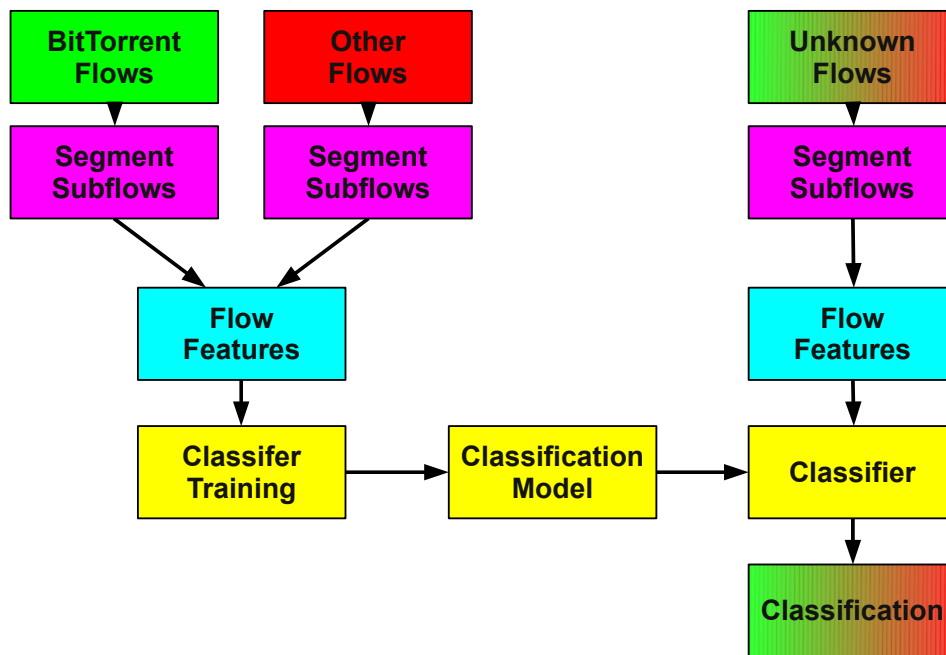 BitTorrent
Flows
Other
Flows
Unknown
Flows
Segment
Subflows
Segment
Subflows
Segment
Subflows
Flow
Features
Flow
Features
Classifer
Training
Classification
Model
Classifier
Classification